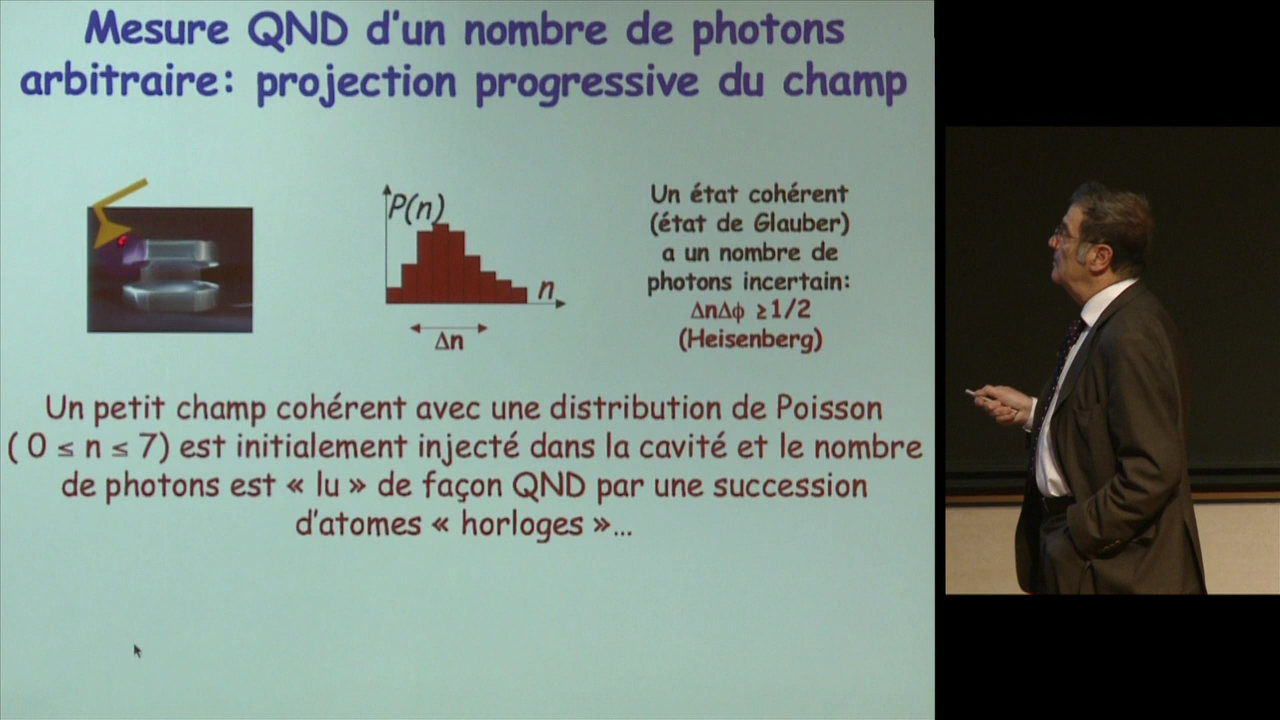 Mesure QND d'un nombre de photons
arbitraire: projection progressive du champ
P(n)
n
Δn
Un état cohérent
(état de Glauber)
a un nombre de
photons incertain:
ΔnΔϕ ≥1/2
(Heisenberg)
Un petit champ cohérent avec une distribution de Poisson
( 0 ≤ n ≤ 7) est initialement injecté dans la cavité et le nombre
de photons est « lu » de façon QND par une succession
d'atomes « horloges »...